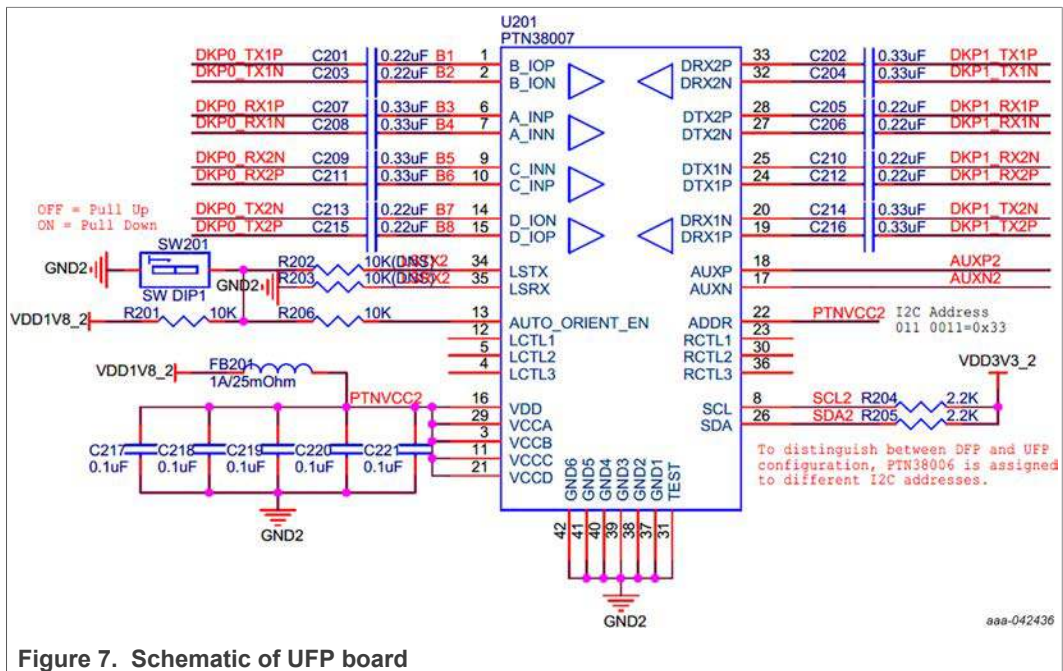 U201
PTN38007
DKP0_TX1P C201 0.22uF B1 1 B_IOP DRX2P 33 C202 0.33uF DKP1_TX1P
DKP0_TX1N C203 0.22uF B2 2 B_ION DRX2N 32 C204 0.33uF DKP1_TX1N
DKP0_RX1P C207 0.33uF B3 6 A_INP DTX2P 28 C205 0.22uF DKP1_RX1P
DKP0_RX1N C208 0.33uF B4 7 A_INN DTX2N 27 C206 0.22uF DKP1_RX1N
DKP0_RX2N C209 0.33uF B5 9 C_INN DTX1N 25 C210 0.22uF DKP1_RX2N
DKP0_RX2P C211 0.33uF B6 10 C_INP DTX1P 24 C212 0.22uF DKP1_RX2P
DKP0_TX2N C213 0.22uF B7 14 D_ION DRX1N 20 C214 0.33uF DKP1_TX2N
DKP0_TX2P C215 0.22uF B8 15 D_IOP DRX1P 19 C216 0.33uF DKP1_TX2P
OFF = Pull Up
ON = Pull Down
SW201
GND2
SW DIP1
R202 10K(DNS) 34 LSTX AUXP 18 AUXP2
GND2 R203 10K(DNS) 35 LSRX AUXN 17 AUXN2
VDD1V8_2 R201 10K R206 10K 13 AUTO_ORIENT_EN ADDR 22 PTNVCC2 I2C Address
011 0011=0x33
12 LCTL1 RCTL1 23
5 LCTL2 RCTL2 30
4 LCTL3 RCTL3 36
VDD1V8_2 FB201
1A/25mOhm
VDD3V3_2
PTNVCC2 16 VDD SCL 8 SCL2 R204 2.2K
29 VCCA SDA 26 SDA2 R205 2.2K
3 VCCB
11 VCCC
21 VCCD
C217 C218 C219 C220 C221
0.1uF 0.1uF 0.1uF 0.1uF 0.1uF
GND2
To distinguish between DFP and UFP
configuration, PTN38006 is assigned
to different I2C addresses.
GND6 GND5 GND4 GND3 GND2 GND1 TEST
42 41 40 39 38 37 31
GND2
aaa-042436
Figure 7. Schematic of UFP board